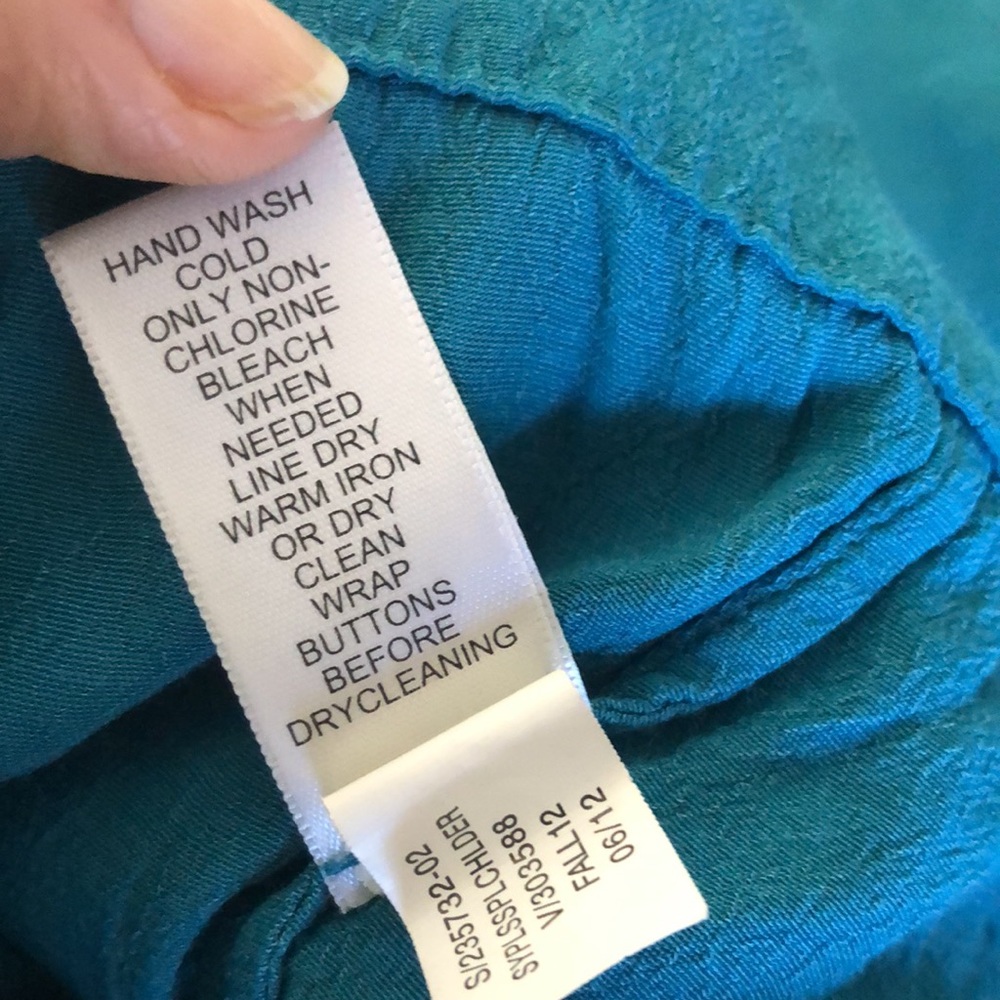 HAND WASH
COLD
ONLY NON-
CHLORINE
BLEACH
WHEN
NEEDED
LINE DRY
WARM IRON
OR DRY
CLEAN
WRAP
BUTTONS
BEFORE
DRYCLEANING
S/235732-02
SYPLSSPLCHLDER
V/303588
FALL12
06/12